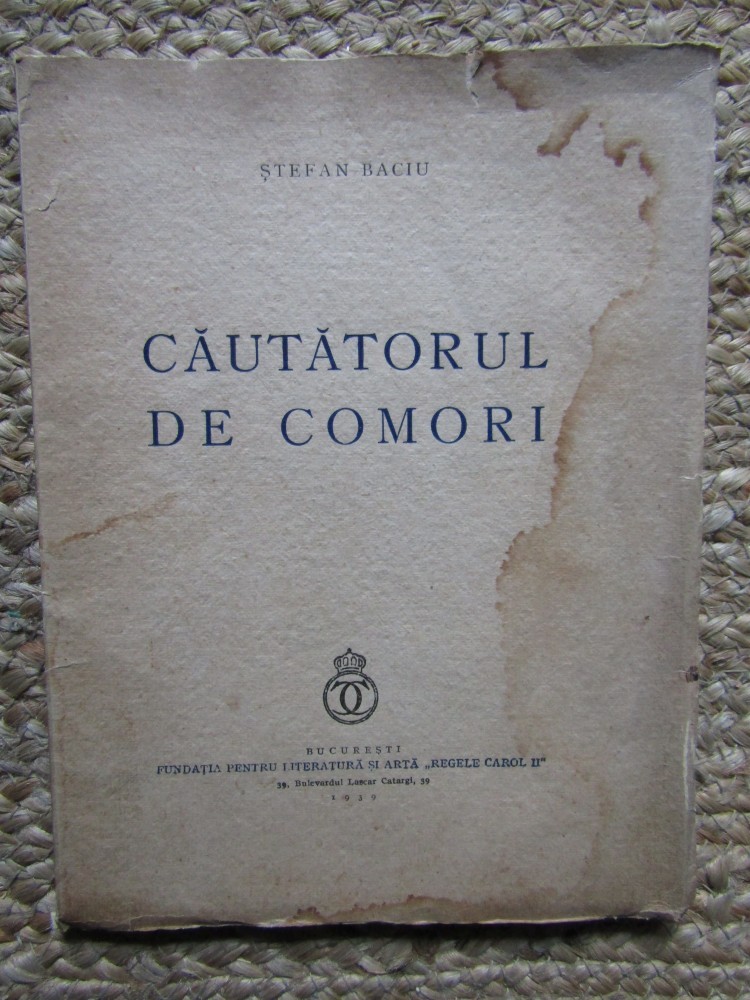 ȘTEFAN BACIU
CĂUTĂTORUL
DE COMORI
BUCUREȘTI
FUNDAȚIA PENTRU LITERATURĂ ȘI ARTĂ „REGELE CAROL II“
39, Bulevardul Lascar Catargi, 39
1939